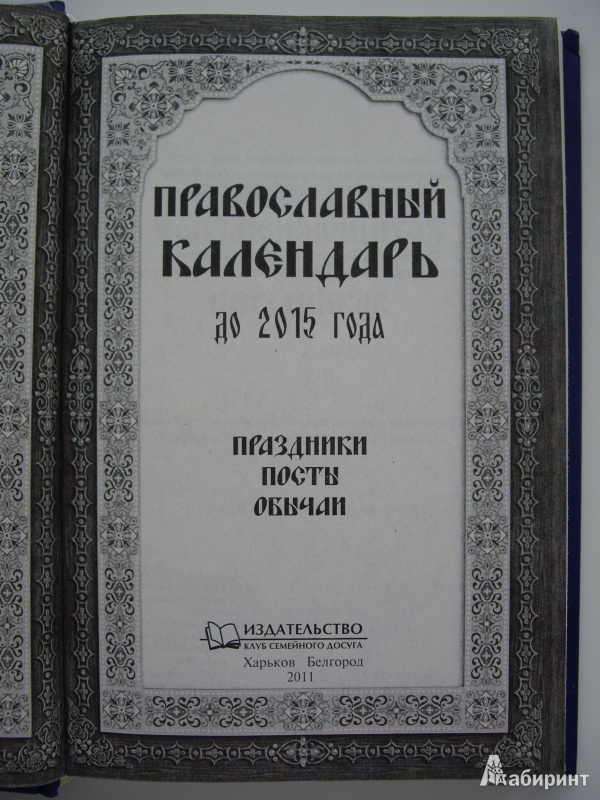 ПРАВОСЛАВНЫЙ
КАЛЕНДАРЬ
ДО 2015 ГОДА
ПРАЗДНИКИ
ПОСТЫ
ОБЫЧАИ
ИЗДАТЕЛЬСТВО
КЛУБ СЕМЕЙНОГО ДОСУГА
Харьков Белгород
2011
Лабиринт